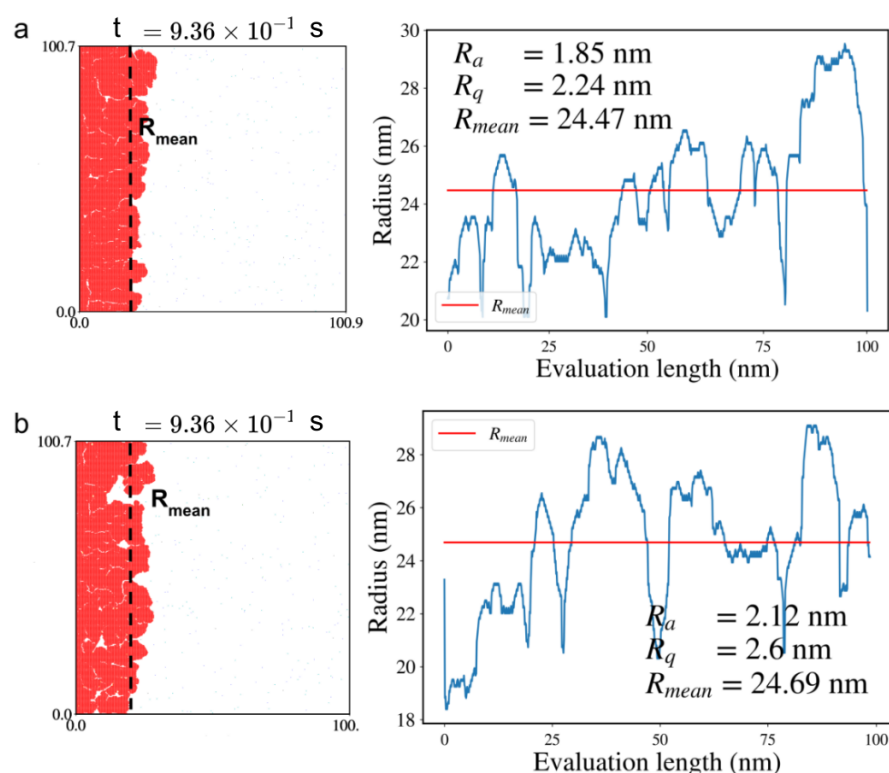 a
t = 9.36 × 10⁻¹ s
100.7
R_mean
0.0
0.0
100.9
30
28
26
24
22
20
Radius (nm)
R_a = 1.85 nm
R_q = 2.24 nm
R_mean = 24.47 nm
R_mean
0
25
50
75
100
Evaluation length (nm)
b
t = 9.36 × 10⁻¹ s
100.7
R_mean
0.0
0.0
100.
28
26
24
22
20
18
Radius (nm)
R_mean
R_a = 2.12 nm
R_q = 2.6 nm
R_mean = 24.69 nm
0
25
50
75
100
Evaluation length (nm)